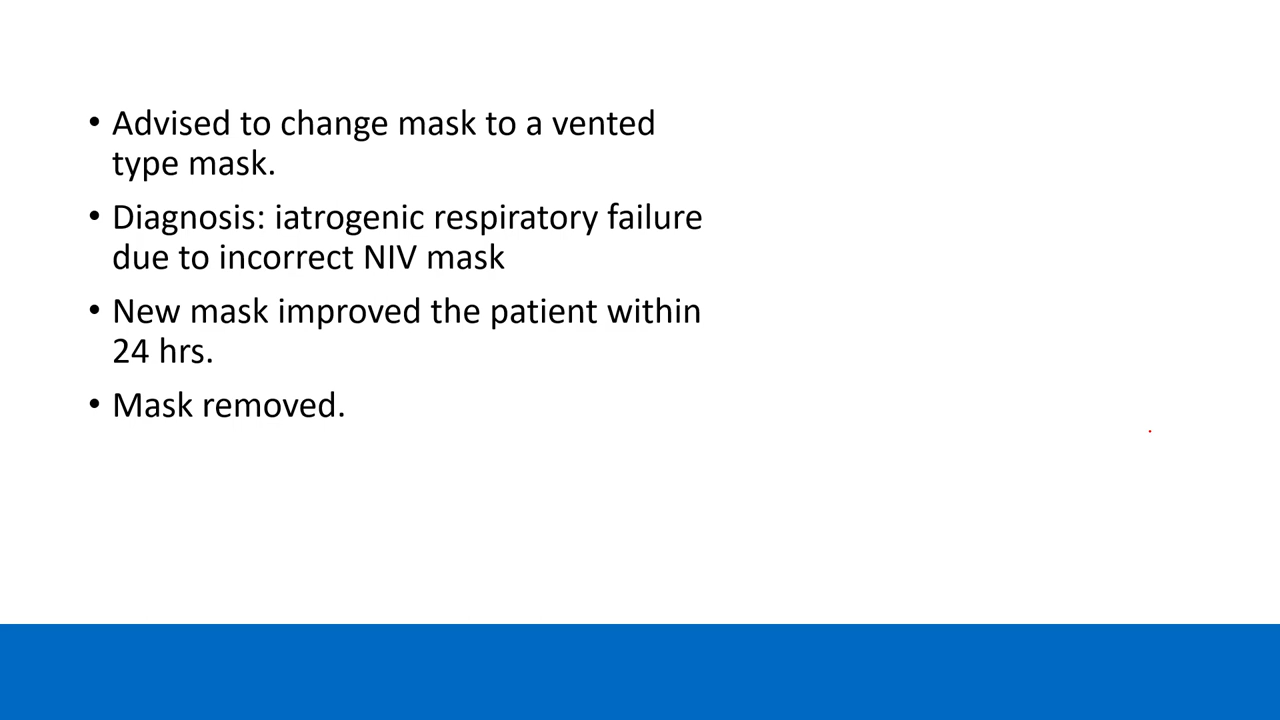 • Advised to change mask to a vented
type mask.
• Diagnosis: iatrogenic respiratory failure
due to incorrect NIV mask
• New mask improved the patient within
24 hrs.
• Mask removed.